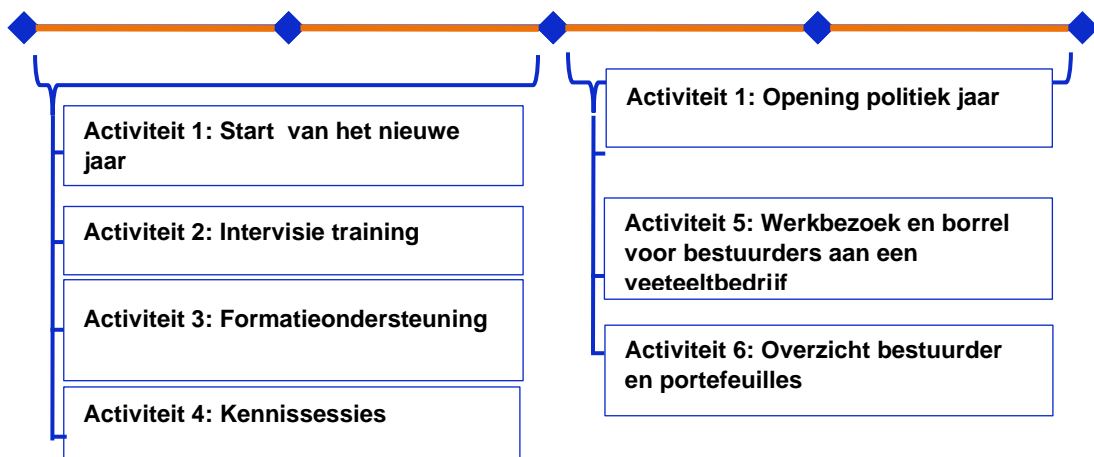 Activiteit 1: Start van het nieuwe
jaar
Activiteit 2: Intervisie training
Activiteit 3: Formatieondersteuning
Activiteit 4: Kennissessies
Activiteit 1: Opening politiek jaar
Activiteit 5: Werkbezoek en borrel
voor bestuurders aan een
veeteeltbedrijf
Activiteit 6: Overzicht bestuurder
en portefeuilles